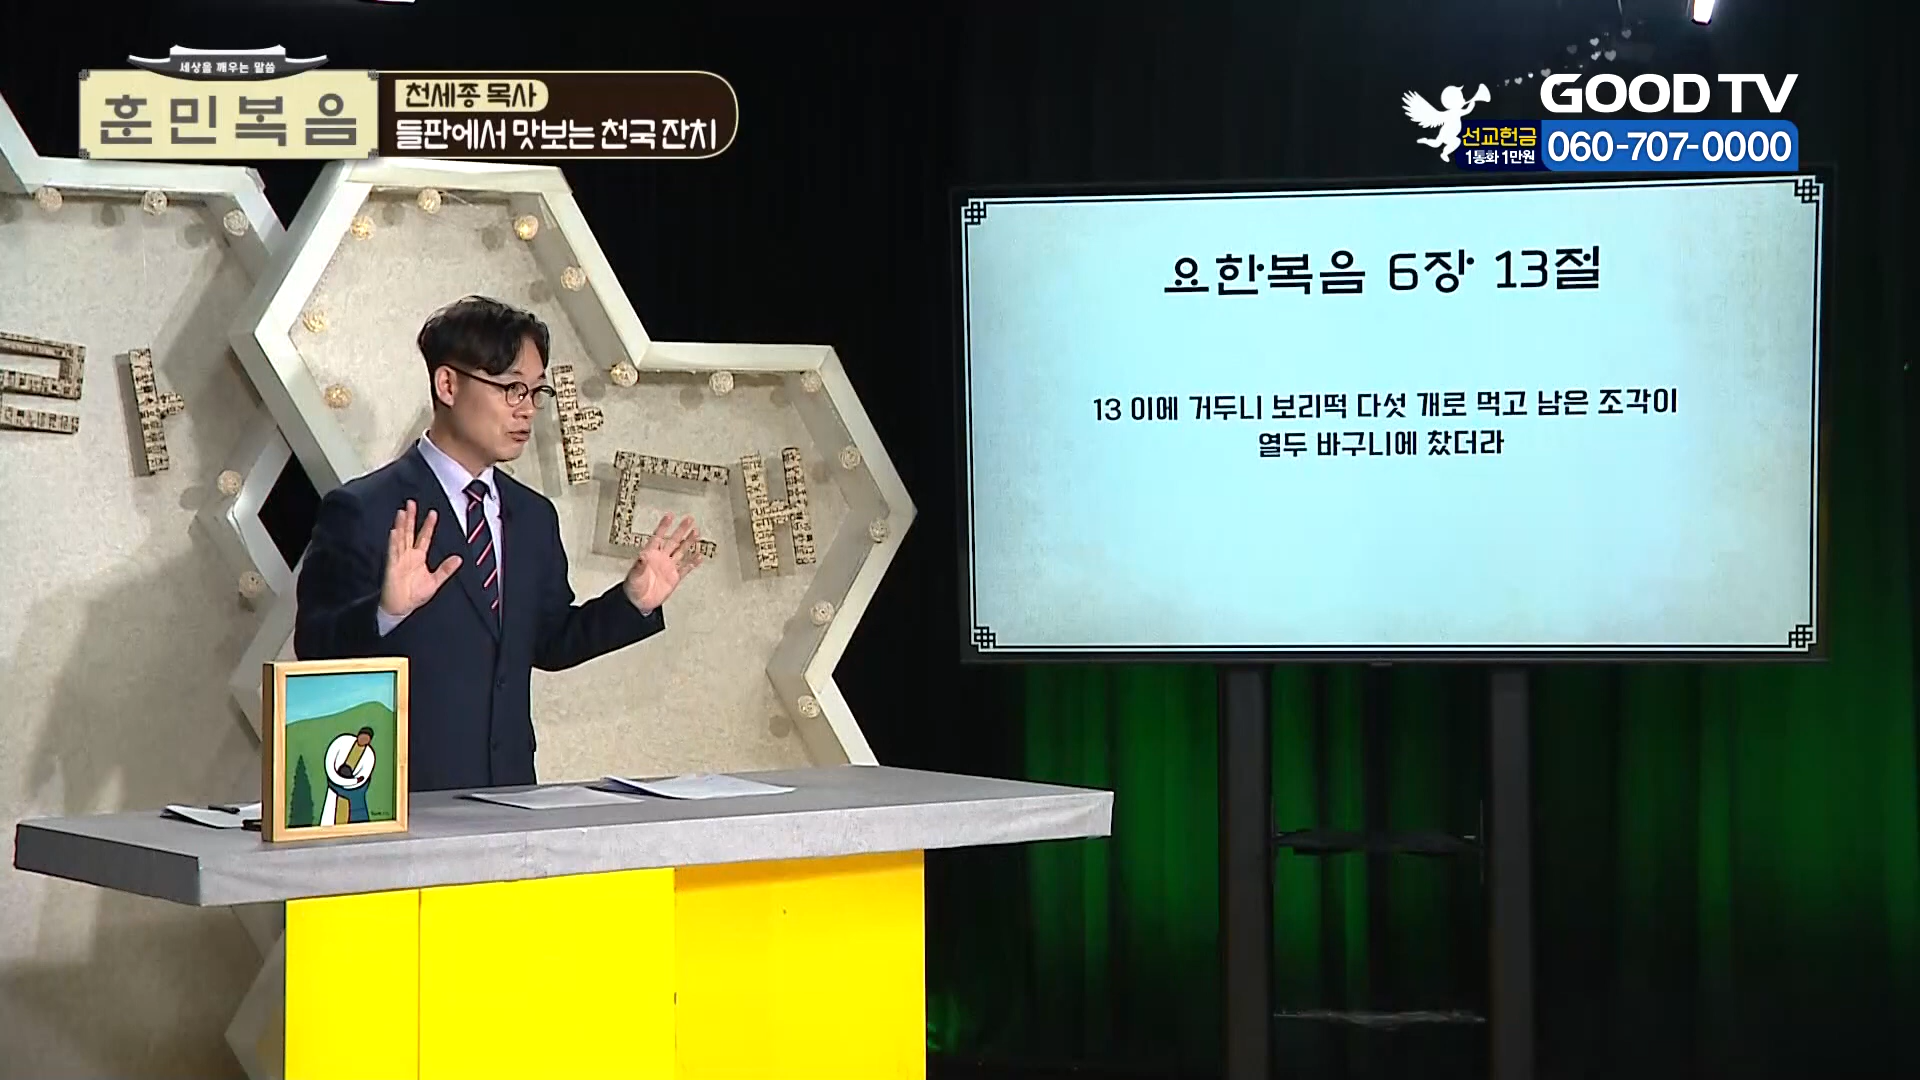 세상을 깨우는 말씀
훈민복음
천세종 목사
들판에서 맛보는 천국 잔치
GOOD TV
선교헌금
1통화 1만원
060-707-0000
요한복음 6장 13절
13 이에 거두니 보리떡 다섯 개로 먹고 남은 조각이
열두 바구니에 찼더라